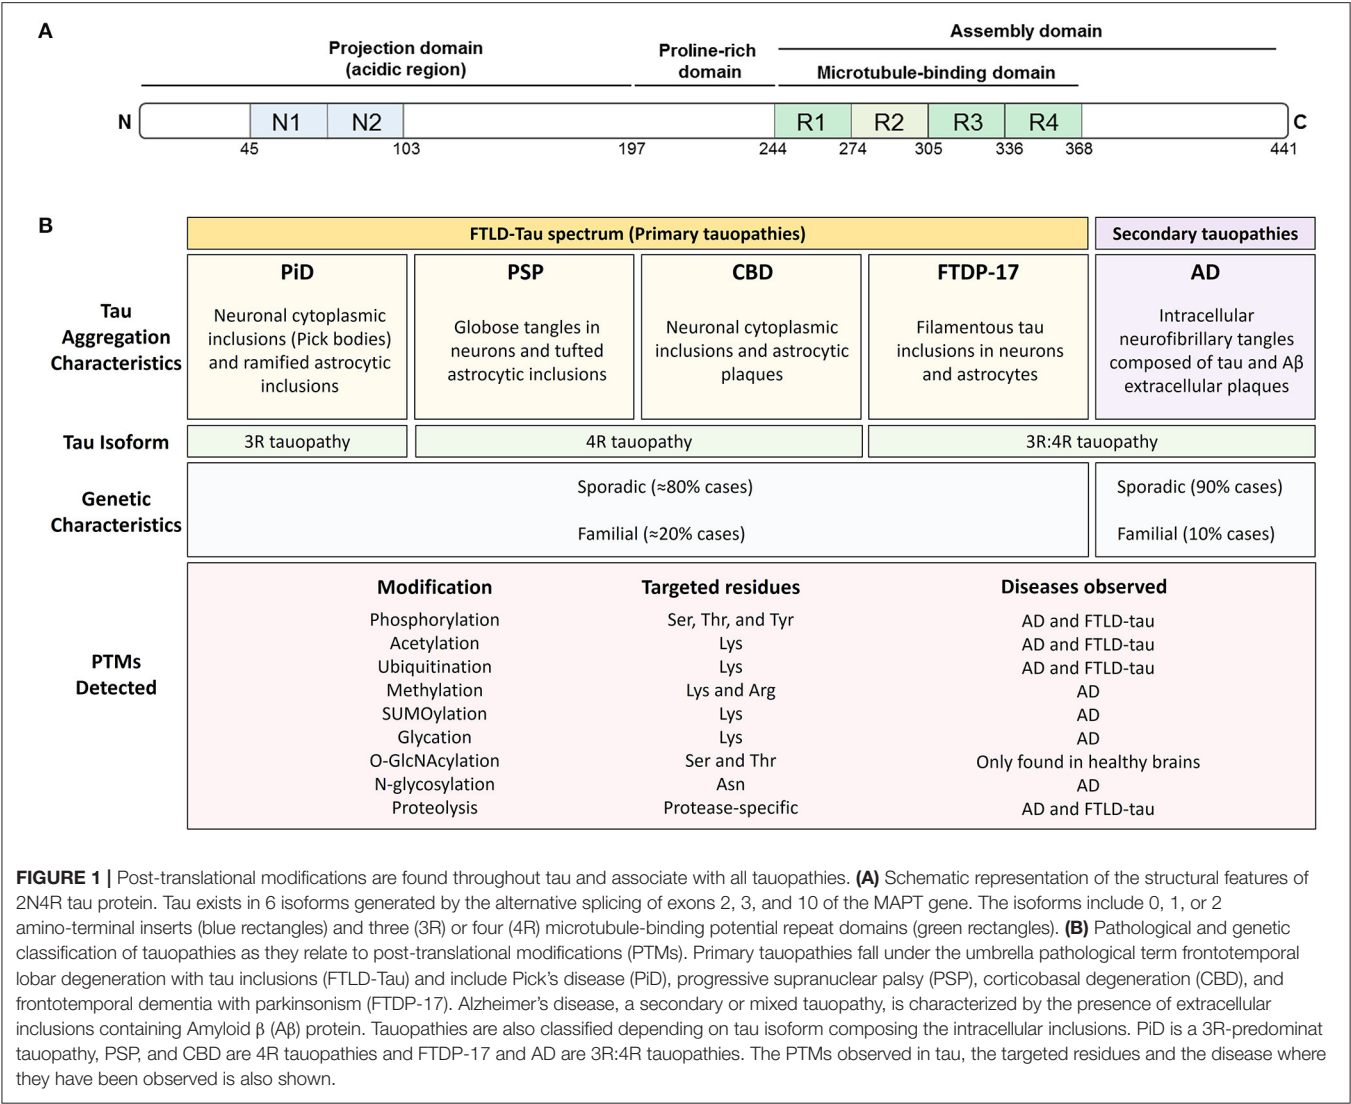 A
Projection domain
(acidic region)
Proline-rich
domain
Assembly domain
Microtubule-binding domain
N N1 N2 R1 R2 R3 R4 C
45 103 197 244 274 305 336 368 441
B
FTLD-Tau spectrum (Primary tauopathies) Secondary tauopathies
Tau
Aggregation
Characteristics
PiD
Neuronal cytoplasmic
inclusions (Pick bodies)
and ramified astrocytic
inclusions
PSP
Globose tangles in
neurons and tufted
astrocytic inclusions
CBD
Neuronal cytoplasmic
inclusions and astrocytic
plaques
FTDP-17
Filamentous tau
inclusions in neurons
and astrocytes
AD
Intracellular
neurofibrillary tangles
composed of tau and Aβ
extracellular plaques
Tau Isoform 3R tauopathy 4R tauopathy 3R:4R tauopathy
Genetic
Characteristics
Sporadic (≈80% cases)
Familial (≈20% cases)
Sporadic (90% cases)
Familial (10% cases)
PTMs
Detected
Modification Targeted residues Diseases observed
Phosphorylation Ser, Thr, and Tyr AD and FTLD-tau
Acetylation Lys AD and FTLD-tau
Ubiquitination Lys AD and FTLD-tau
Methylation Lys and Arg AD
SUMOylation Lys AD
Glycation Lys AD
O-GlcNAcylation Ser and Thr Only found in healthy brains
N-glycosylation Asn AD
Proteolysis Protease-specific AD and FTLD-tau
FIGURE 1 | Post-translational modifications are found throughout tau and associate with all tauopathies. (A) Schematic representation of the structural features of
2N4R tau protein. Tau exists in 6 isoforms generated by the alternative splicing of exons 2, 3, and 10 of the MAPT gene. The isoforms include 0, 1, or 2
amino-terminal inserts (blue rectangles) and three (3R) or four (4R) microtubule-binding potential repeat domains (green rectangles). (B) Pathological and genetic
classification of tauopathies as they relate to post-translational modifications (PTMs). Primary tauopathies fall under the umbrella pathological term frontotemporal
lobar degeneration with tau inclusions (FTLD-Tau) and include Pick's disease (PiD), progressive supranuclear palsy (PSP), corticobasal degeneration (CBD), and
frontotemporal dementia with parkinsonism (FTDP-17). Alzheimer's disease, a secondary or mixed tauopathy, is characterized by the presence of extracellular
inclusions containing Amyloid β (Aβ) protein. Tauopathies are also classified depending on tau isoform composing the intracellular inclusions. PiD is a 3R-predominat
tauopathy, PSP, and CBD are 4R tauopathies and FTDP-17 and AD are 3R:4R tauopathies. The PTMs observed in tau, the targeted residues and the disease where
they have been observed is also shown.